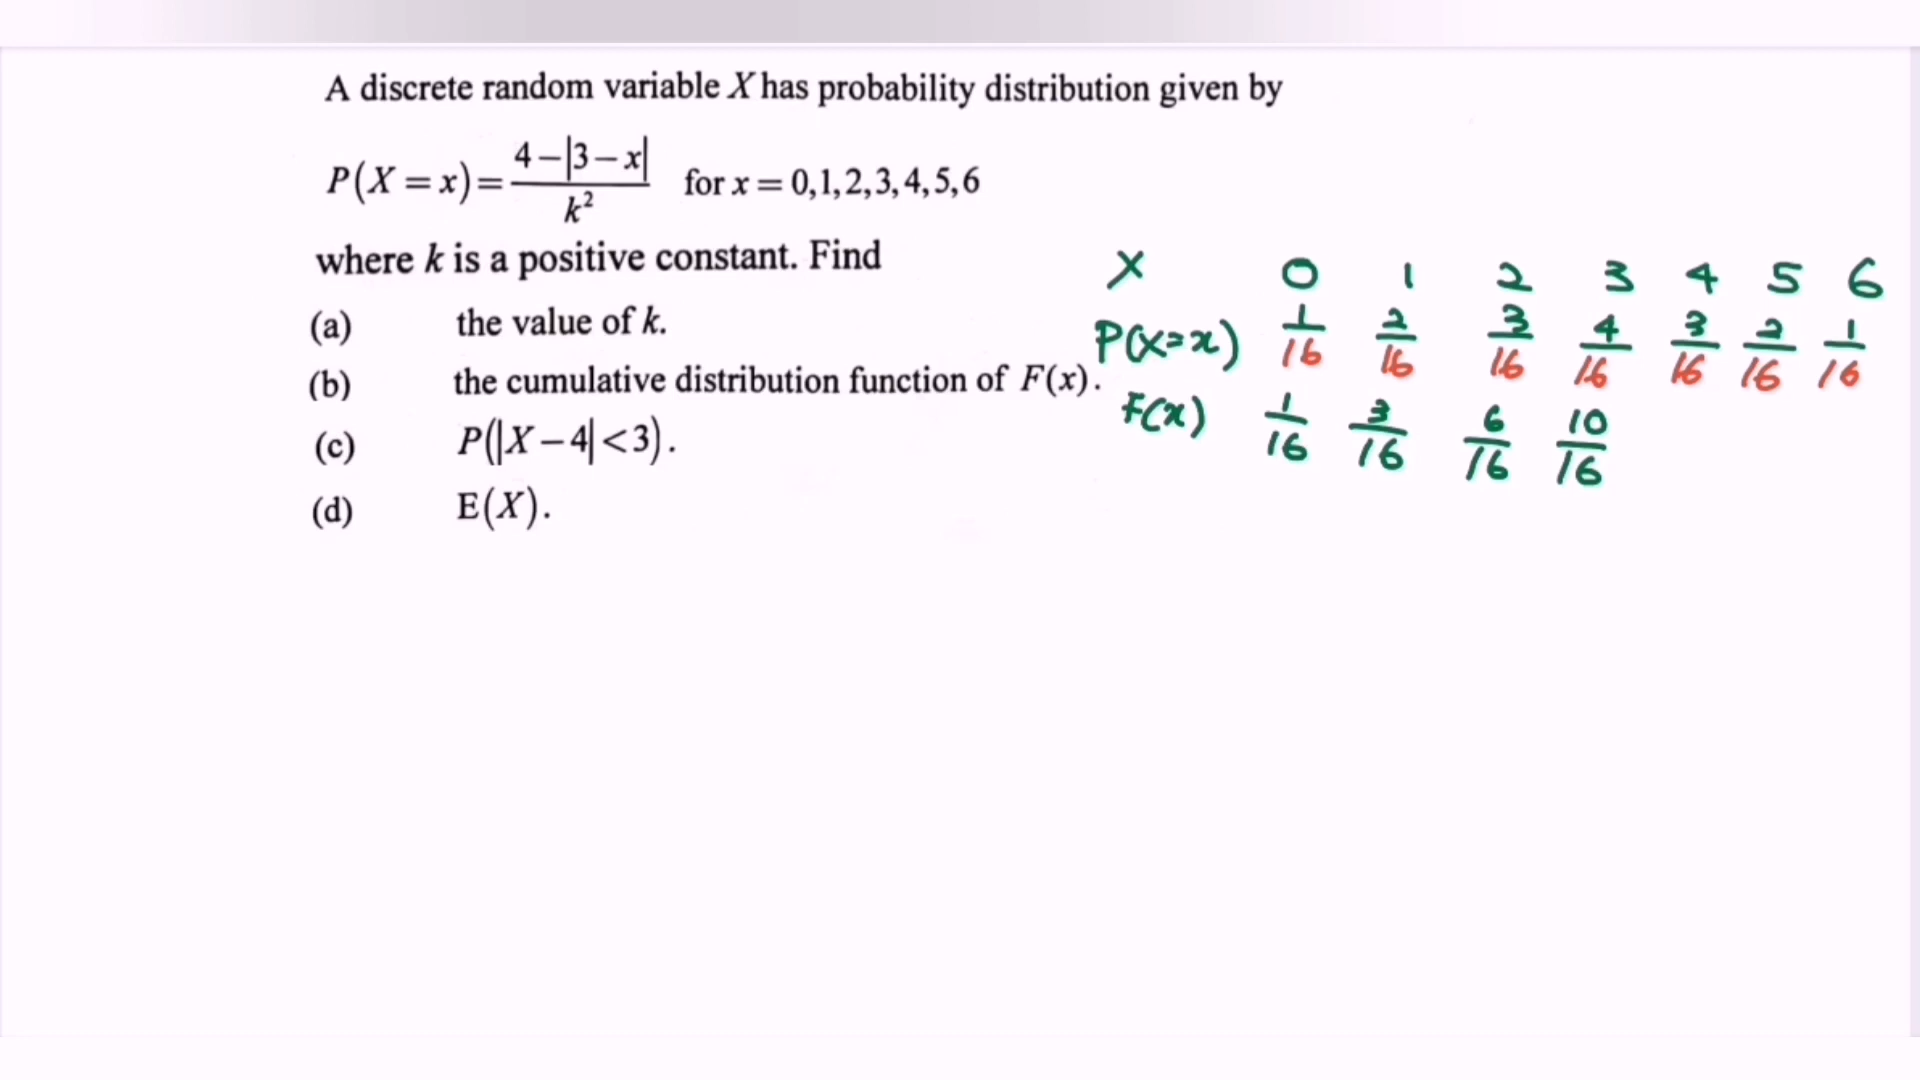 A discrete random variable X has probability distribution given by
P(X = x) = 4 - |3 - x| / k² for x = 0,1,2,3,4,5,6
where k is a positive constant. Find
(a) the value of k.
(b) the cumulative distribution function of F(x).
(c) P(|X - 4| < 3).
(d) E(X).
X 0 1 2 3 4 5 6
P(X=x) 1/16 2/16 3/16 4/16 3/16 2/16 1/16
F(x) 1/16 3/16 6/16 10/16